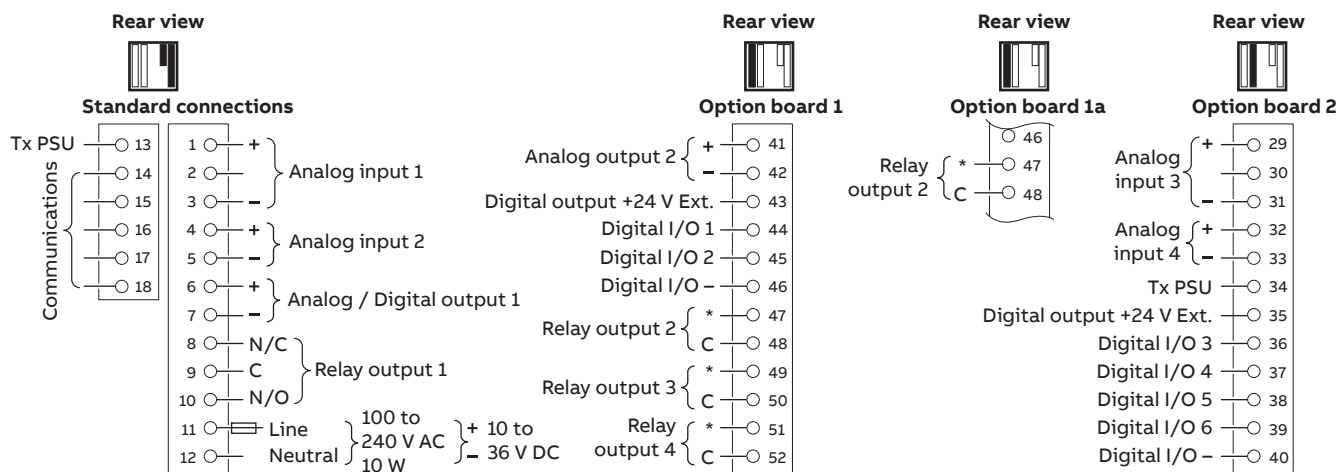 Rear view
Standard connections
Tx PSU
Communications
13
14
15
16
17
18
1 +
2
3 –
Analog input 1
4 +
5 –
Analog input 2
6 +
7 –
Analog / Digital output 1
8 N/C
9 C
10 N/O
Relay output 1
11 Line
12 Neutral
100 to
240 V AC
10 W
+ 10 to
– 36 V DC
Rear view
Option board 1
Analog output 2
+ 41
– 42
Digital output +24 V Ext. 43
Digital I/O 1 44
Digital I/O 2 45
Digital I/O – 46
Relay output 2
* 47
C 48
Relay output 3
* 49
C 50
Relay
output 4
* 51
C 52
Rear view
Option board 1a
46
Relay
output 2
* 47
C 48
Rear view
Option board 2
Analog
input 3
+ 29
30
– 31
Analog
input 4
+ 32
– 33
Tx PSU 34
Digital output +24 V Ext. 35
Digital I/O 3 36
Digital I/O 4 37
Digital I/O 5 38
Digital I/O 6 39
Digital I/O – 40